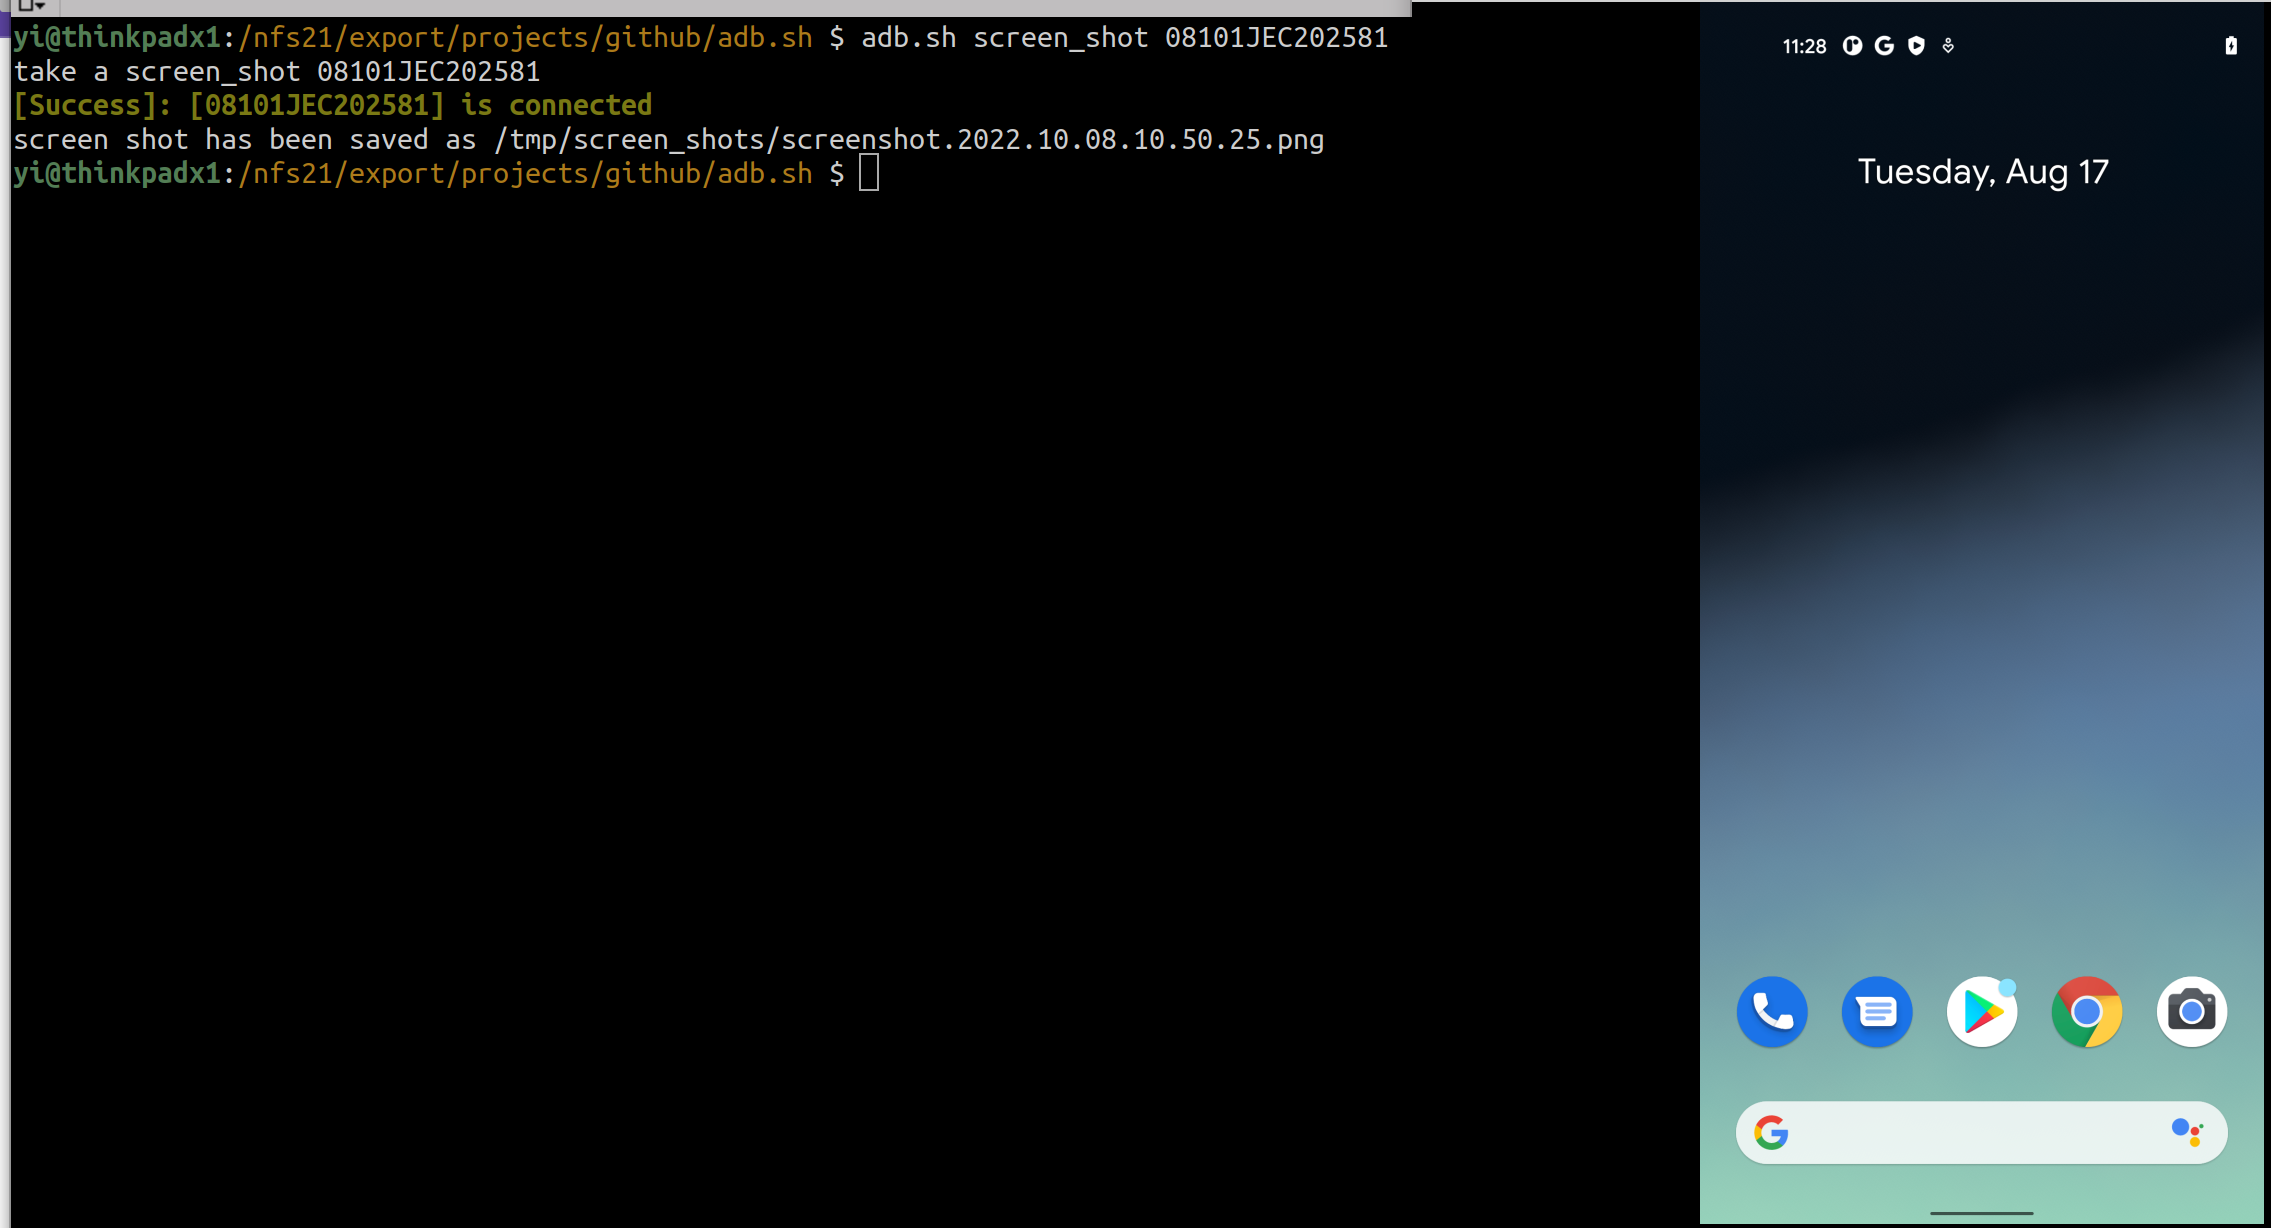 yi@thinkpadx1:/nfs21/export/projects/github/adb.sh $ adb.sh screen_shot 08101JEC202581
take a screen_shot 08101JEC202581
[Success]: [08101JEC202581] is connected
screen shot has been saved as /tmp/screen_shots/screenshot.2022.10.08.10.50.25.png
yi@thinkpadx1:/nfs21/export/projects/github/adb.sh $
11:28
Tuesday, Aug 17